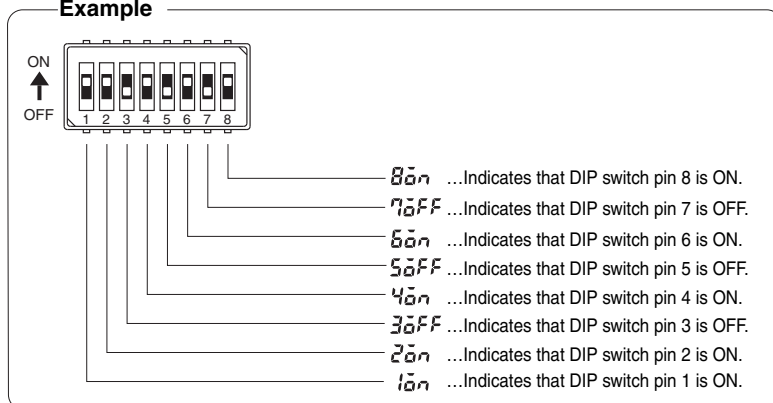 Example
ON
OFF
1 2 3 4 5 6 7 8
8on ...Indicates that DIP switch pin 8 is ON.
7oFF ...Indicates that DIP switch pin 7 is OFF.
6on ...Indicates that DIP switch pin 6 is ON.
5oFF ...Indicates that DIP switch pin 5 is OFF.
4on ...Indicates that DIP switch pin 4 is ON.
3oFF ...Indicates that DIP switch pin 3 is OFF.
2on ...Indicates that DIP switch pin 2 is ON.
1on ...Indicates that DIP switch pin 1 is ON.